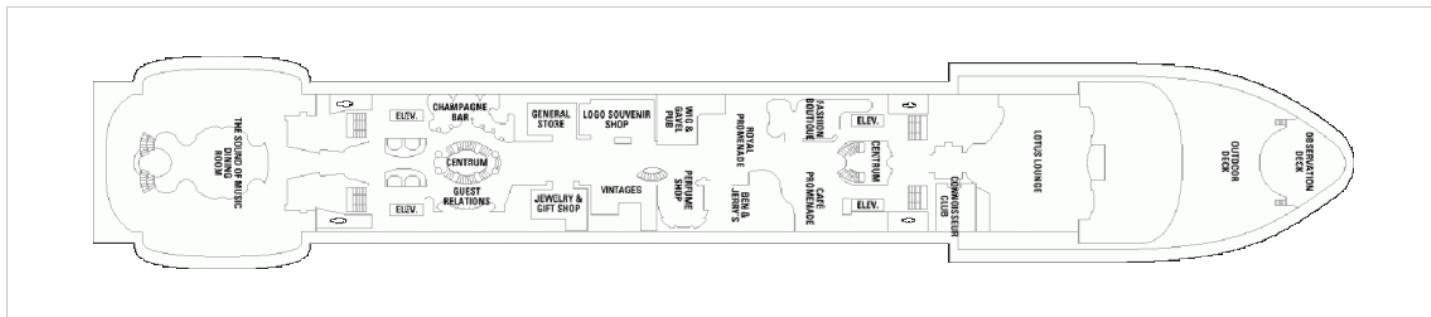 THE SOUND OF MUSIC
DINING
ROOM
ELEV.
ELEV.
CHAMPAGNE
BAR
CENTRUM
GUEST
RELATIONS
GENERAL
STORE
JEWELRY &
GIFT SHOP
LOGO SOUVENIR
SHOP
VINTAGES
WIG &
GAVEL
PUB
PERFUME
SHOP
ROYAL
PROMENADE
BEN &
JERRY'S
FASHION
BOUTIQUE
CAFÉ
PROMENADE
ELEV.
CENTRUM
ELEV.
CONNOISSEUR
CLUB
LOTUS LOUNGE
OUTDOOR
DECK
OBSERVATION
DECK